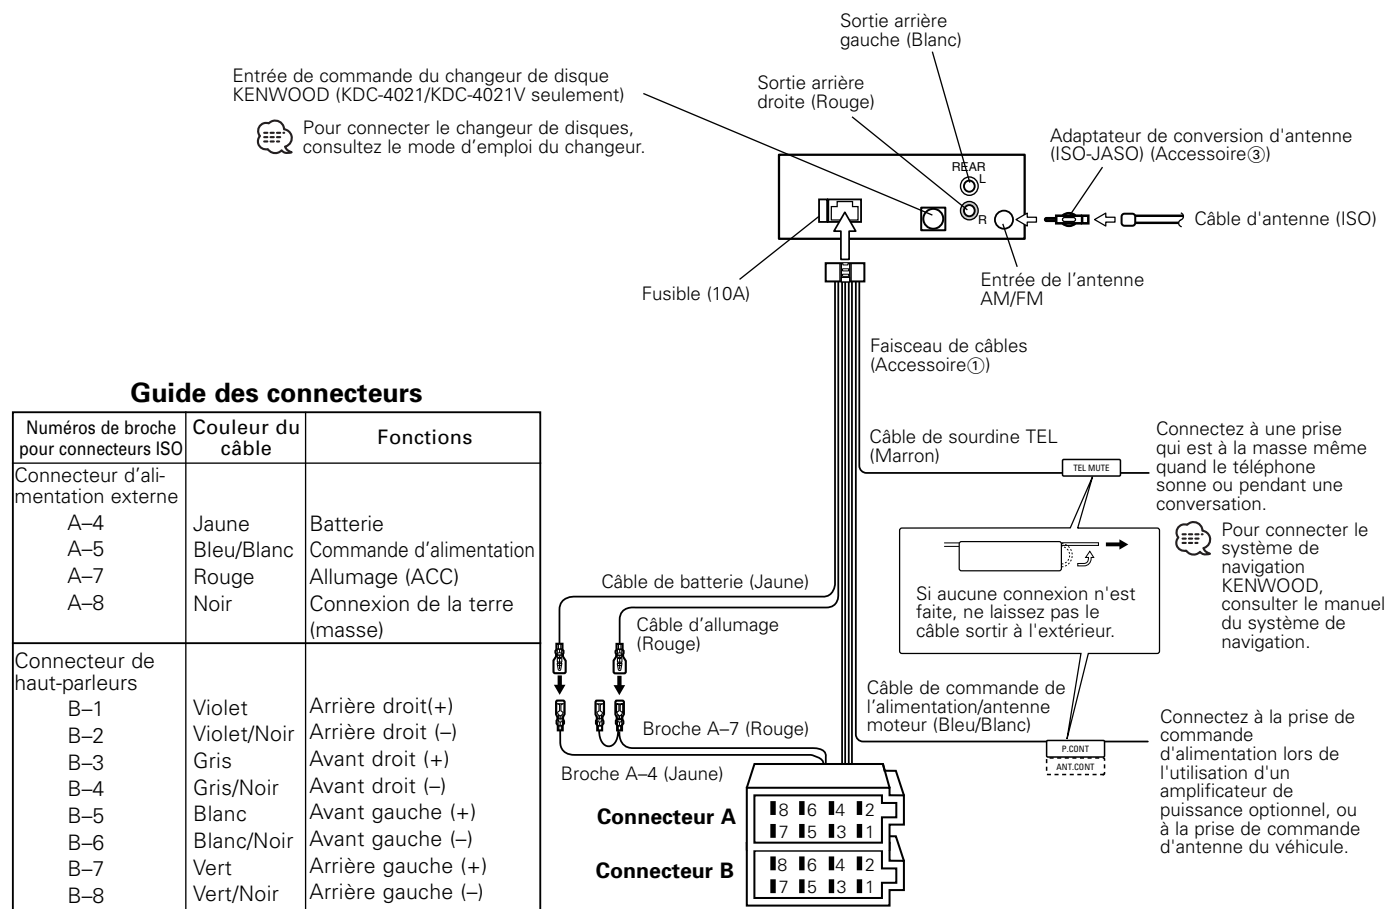 Sortie arrière
gauche (Blanc)
Entrée de commande du changeur de disque
KENWOOD (KDC-4021/KDC-4021V seulement)
Sortie arrière
droite (Rouge)
Pour connecter le changeur de disques,
consultez le mode d'emploi du changeur.
Adaptateur de conversion d'antenne
(ISO-JASO) (Accessoire③)
REAR
L
R
Câble d'antenne (ISO)
Fusible (10A)
Entrée de l'antenne
AM/FM
Faisceau de câbles
(Accessoire①)
Guide des connecteurs
Numéros de broche
pour connecteurs ISO
Couleur du
câble
Fonctions
Connecteur d'ali-
mentation externe
A–4 Jaune Batterie
A–5 Bleu/Blanc Commande d'alimentation
A–7 Rouge Allumage (ACC)
A–8 Noir Connexion de la terre
(masse)
Connecteur de
haut-parleurs
B–1 Violet Arrière droit(+)
B–2 Violet/Noir Arrière droit (–)
B–3 Gris Avant droit (+)
B–4 Gris/Noir Avant droit (–)
B–5 Blanc Avant gauche (+)
B–6 Blanc/Noir Avant gauche (–)
B–7 Vert Arrière gauche (+)
B–8 Vert/Noir Arrière gauche (–)
Câble de sourdine TEL
(Marron)
TEL MUTE
Connectez à une prise
qui est à la masse même
quand le téléphone
sonne ou pendant une
conversation.
Pour connecter le
système de
navigation
KENWOOD,
consulter le manuel
du système de
navigation.
Si aucune connexion n'est
faite, ne laissez pas le
câble sortir à l'extérieur.
Câble de batterie (Jaune)
Câble d'allumage
(Rouge)
Câble de commande de
l'alimentation/antenne
moteur (Bleu/Blanc)
P.CONT
ANT.CONT
Connectez à la prise de
commande
d'alimentation lors de
l'utilisation d'un
amplificateur de
puissance optionnel, ou
à la prise de commande
d'antenne du véhicule.
Broche A–7 (Rouge)
Broche A–4 (Jaune)
Connecteur A
8 6 4 2
7 5 3 1
Connecteur B
8 6 4 2
7 5 3 1